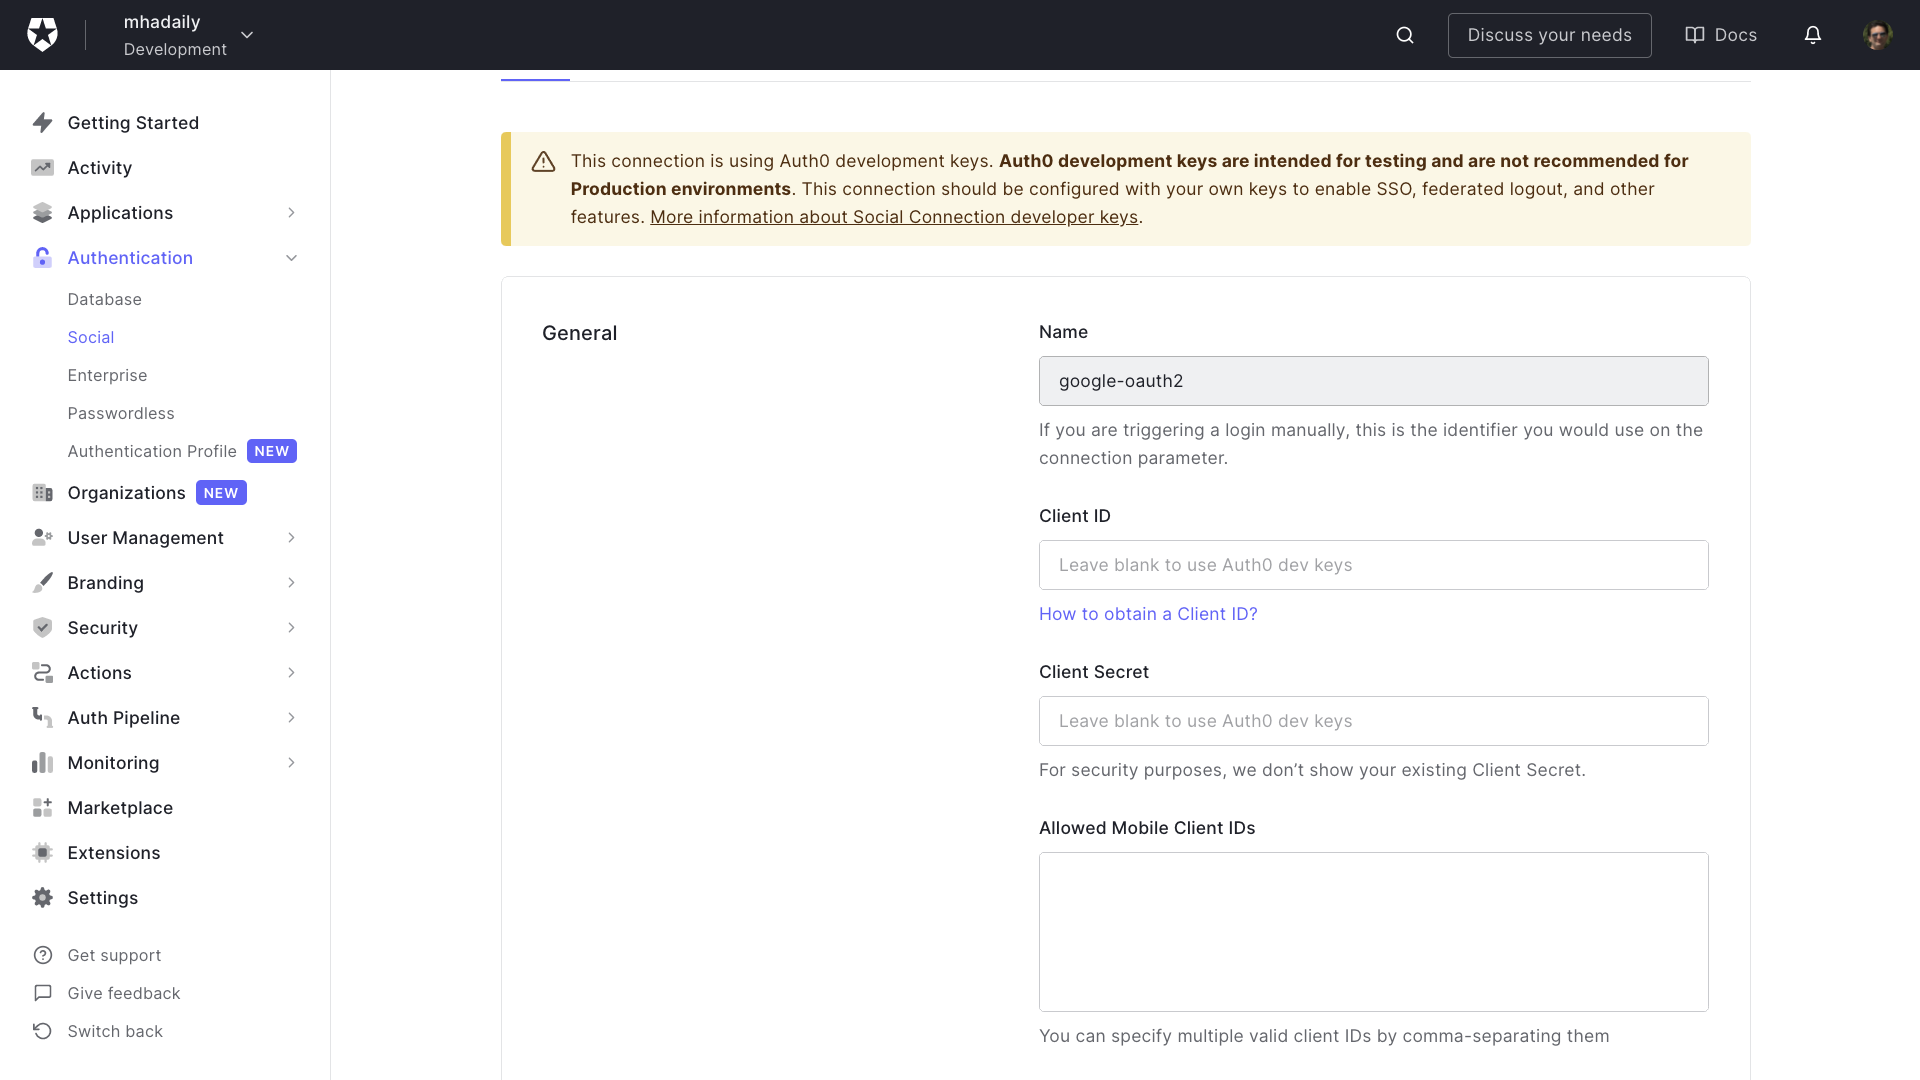 mhadaily
Development
Discuss your needs
Docs
Getting Started
Activity
Applications
Authentication
Database
Social
Enterprise
Passwordless
Authentication Profile NEW
Organizations NEW
User Management
Branding
Security
Actions
Auth Pipeline
Monitoring
Marketplace
Extensions
Settings
Get support
Give feedback
Switch back
This connection is using Auth0 development keys. Auth0 development keys are intended for testing and are not recommended for
Production environments. This connection should be configured with your own keys to enable SSO, federated logout, and other
features. More information about Social Connection developer keys.
General
Name
google-oauth2
If you are triggering a login manually, this is the identifier you would use on the
connection parameter.
Client ID
Leave blank to use Auth0 dev keys
How to obtain a Client ID?
Client Secret
Leave blank to use Auth0 dev keys
For security purposes, we don’t show your existing Client Secret.
Allowed Mobile Client IDs
You can specify multiple valid client IDs by comma-separating them